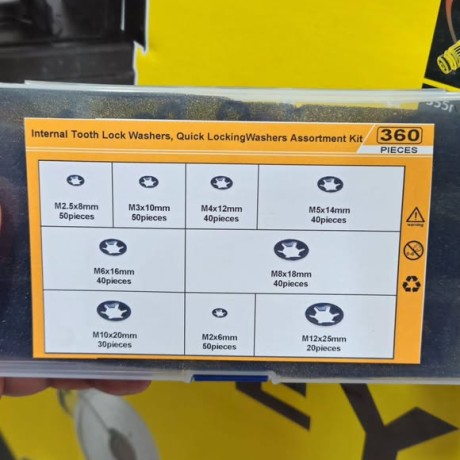 Internal Tooth Lock Washers, Quick LockingWashers Assortment Kit
360
PIECES
M2.5x8mm
50pieces
M3x10mm
50pieces
M4x12mm
40pieces
M5x14mm
40pieces
M6x16mm
40pieces
M8x18mm
40pieces
M10x20mm
30pieces
M2x6mm
50pieces
M12x25mm
20pieces
warning